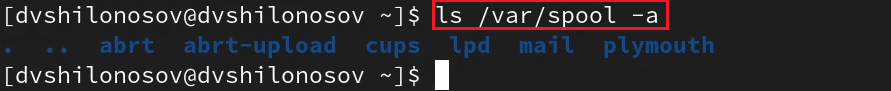 [dvshilonosov@dvshilonosov ~]$ ls /var/spool -a
.  ..  abrt  abrt-upload  cups  lpd  mail  plymouth
[dvshilonosov@dvshilonosov ~]$